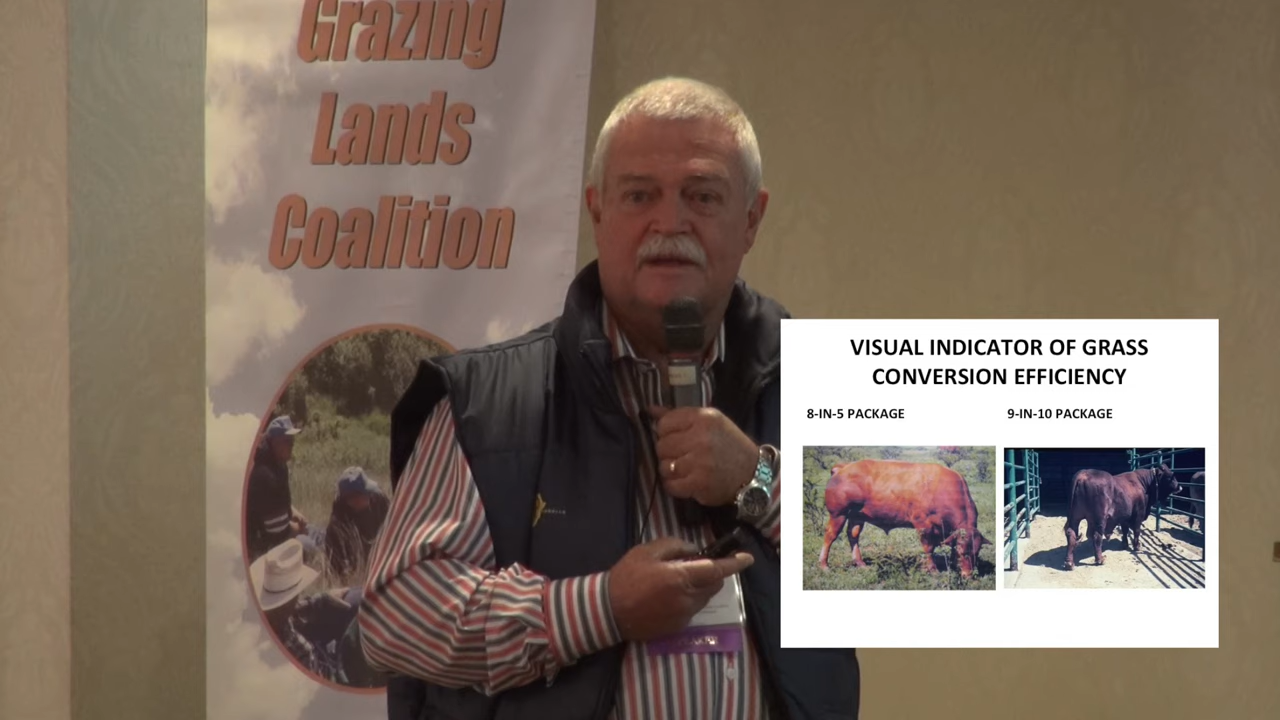 Grazing
Lands
Coalition
VISUAL INDICATOR OF GRASS
CONVERSION EFFICIENCY
8-IN-5 PACKAGE
9-IN-10 PACKAGE